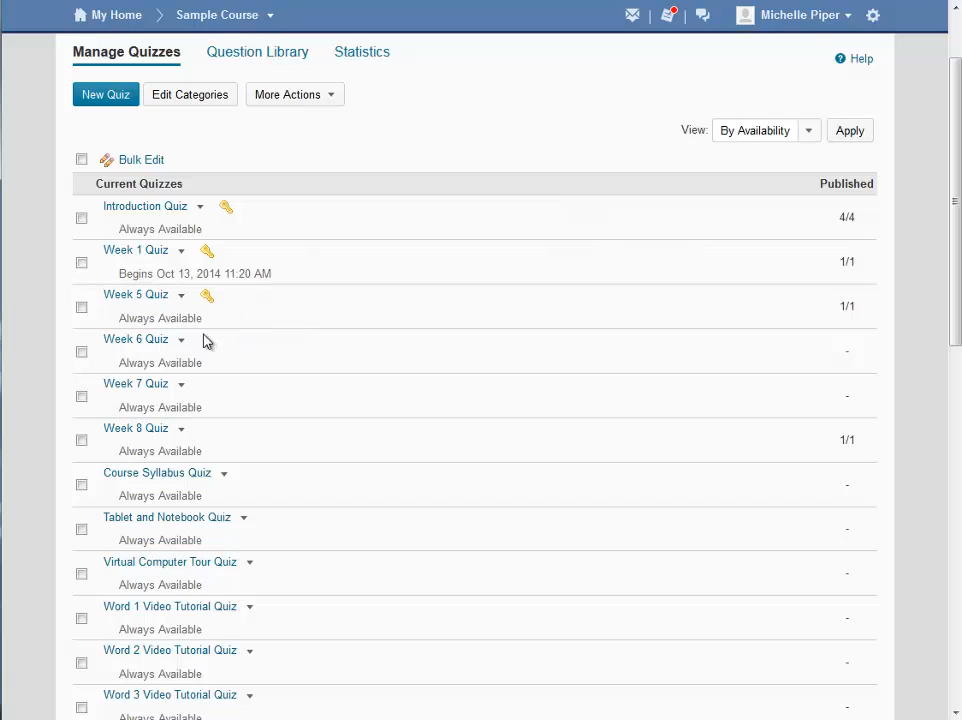 My Home
Sample Course
Michelle Piper
Manage Quizzes
Question Library
Statistics
Help
New Quiz
Edit Categories
More Actions
View:
By Availability
Apply
Bulk Edit
Current Quizzes
Published
Introduction Quiz
4/4
Always Available
Week 1 Quiz
1/1
Begins Oct 13, 2014 11:20 AM
Week 5 Quiz
1/1
Always Available
Week 6 Quiz
-
Always Available
Week 7 Quiz
-
Always Available
Week 8 Quiz
1/1
Always Available
Course Syllabus Quiz
-
Always Available
Tablet and Notebook Quiz
-
Always Available
Virtual Computer Tour Quiz
-
Always Available
Word 1 Video Tutorial Quiz
-
Always Available
Word 2 Video Tutorial Quiz
-
Always Available
Word 3 Video Tutorial Quiz
-
Always Available